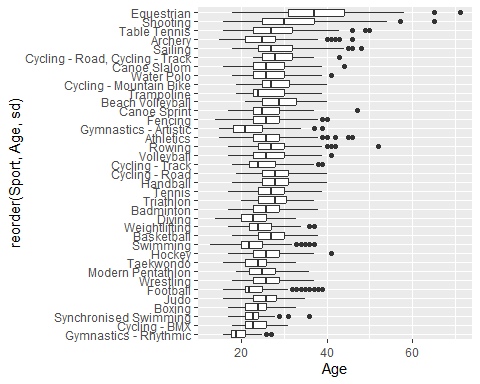 Equestrian
Shooting
Table Tennis
Archery
Sailing
Cycling - Road, Cycling - Track
Canoe Slalom
Water Polo
Cycling - Mountain Bike
Trampoline
Beach Volleyball
Canoe Sprint
Fencing
Gymnastics - Artistic
Athletics
Rowing
Volleyball
Cycling - Track
Cycling - Road
Handball
Tennis
Triathlon
Badminton
Diving
Weightlifting
Basketball
Swimming
Hockey
Taekwondo
Modern Pentathlon
Wrestling
Football
Judo
Boxing
Synchronised Swimming
Cycling - BMX
Gymnastics - Rhythmic
reorder(Sport, Age, sd)
20 40 60
Age